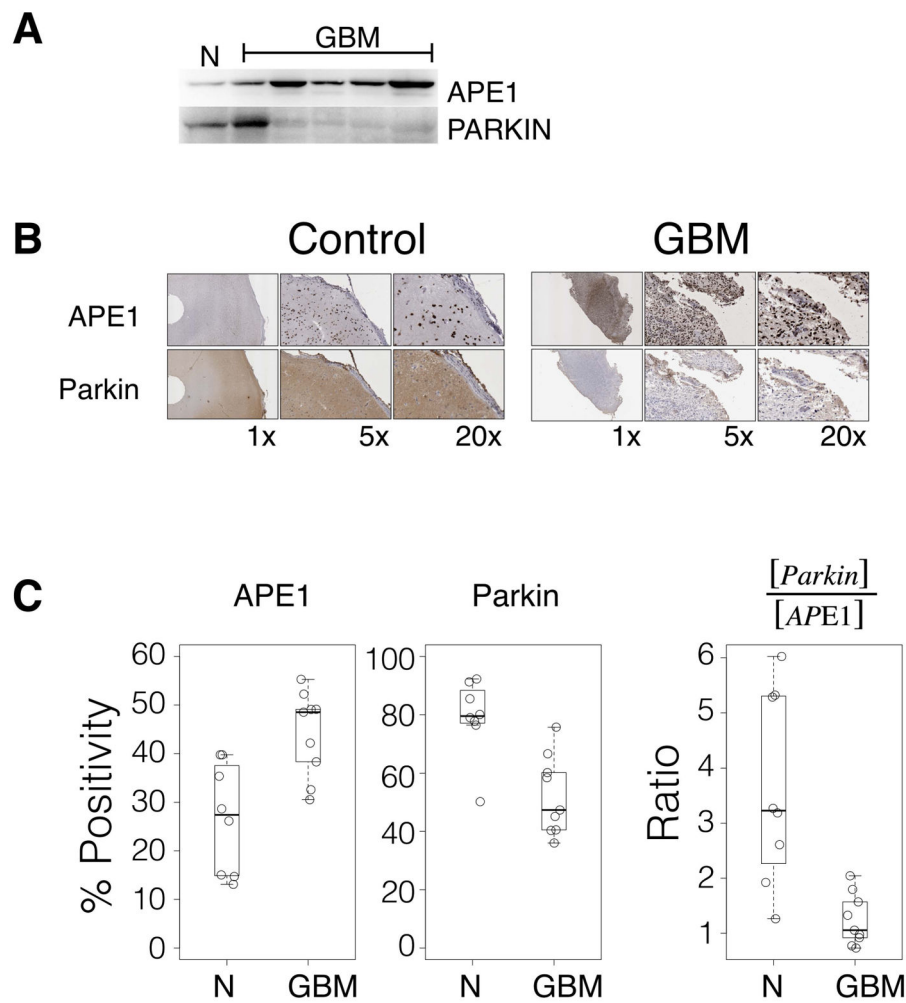 A
GBM
N
APE1
PARKIN
B
Control GBM
APE1
Parkin
1x 5x 20x 1x 5x 20x
C
APE1 Parkin [Parkin]
[APE1]
% Positivity
60
50
40
30
20
10
0
N GBM
100
80
60
40
20
0
N GBM
Ratio
6
5
4
3
2
1
N GBM